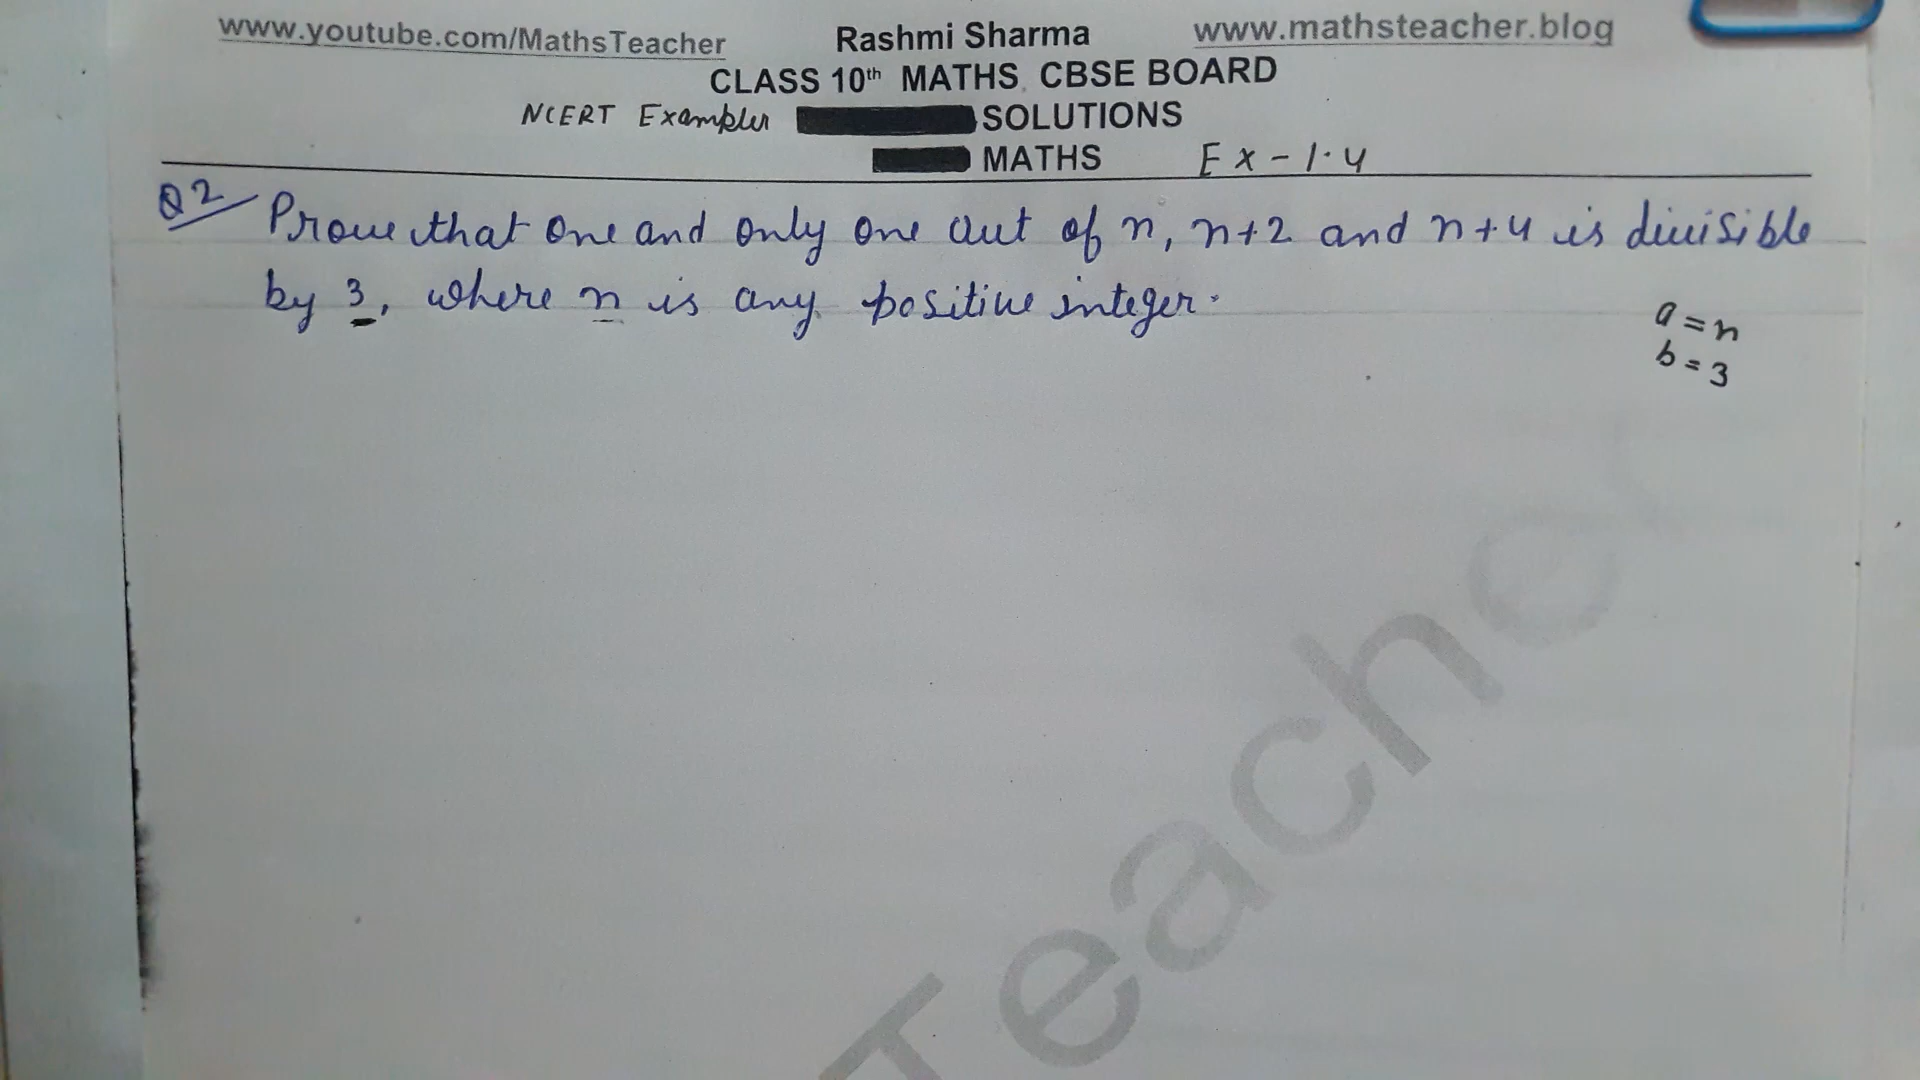 www.youtube.com/MathsTeacher Rashmi Sharma www.mathsteacher.blog
CLASS 10th MATHS, CBSE BOARD
NCERT Exampler SOLUTIONS
MATHS Ex-1.4
Q2 Prove that one and only one out of n, n+2 and n+4 is divisible
by 3, where n is any positive integer.
a=n
b=3
Teacher